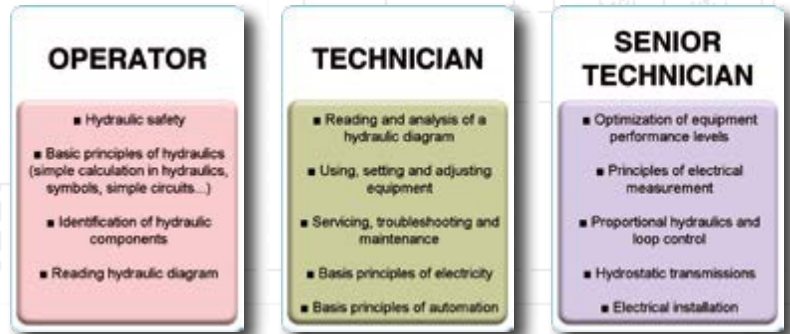 OPERATOR
■ Hydraulic safety
■ Basic principles of hydraulics
(simple calculation in hydraulics,
symbols, simple circuits...)
■ Identification of hydraulic
components
■ Reading hydraulic diagram
TECHNICIAN
■ Reading and analysis of a
hydraulic diagram
■ Using, setting and adjusting
equipment
■ Servicing, troubleshooting and
maintenance
■ Basis principles of electricity
■ Basis principles of automation
SENIOR
TECHNICIAN
■ Optimization of equipment
performance levels
■ Principles of electrical
measurement
■ Proportional hydraulics and
loop control
■ Hydrostatic transmissions
■ Electrical installation